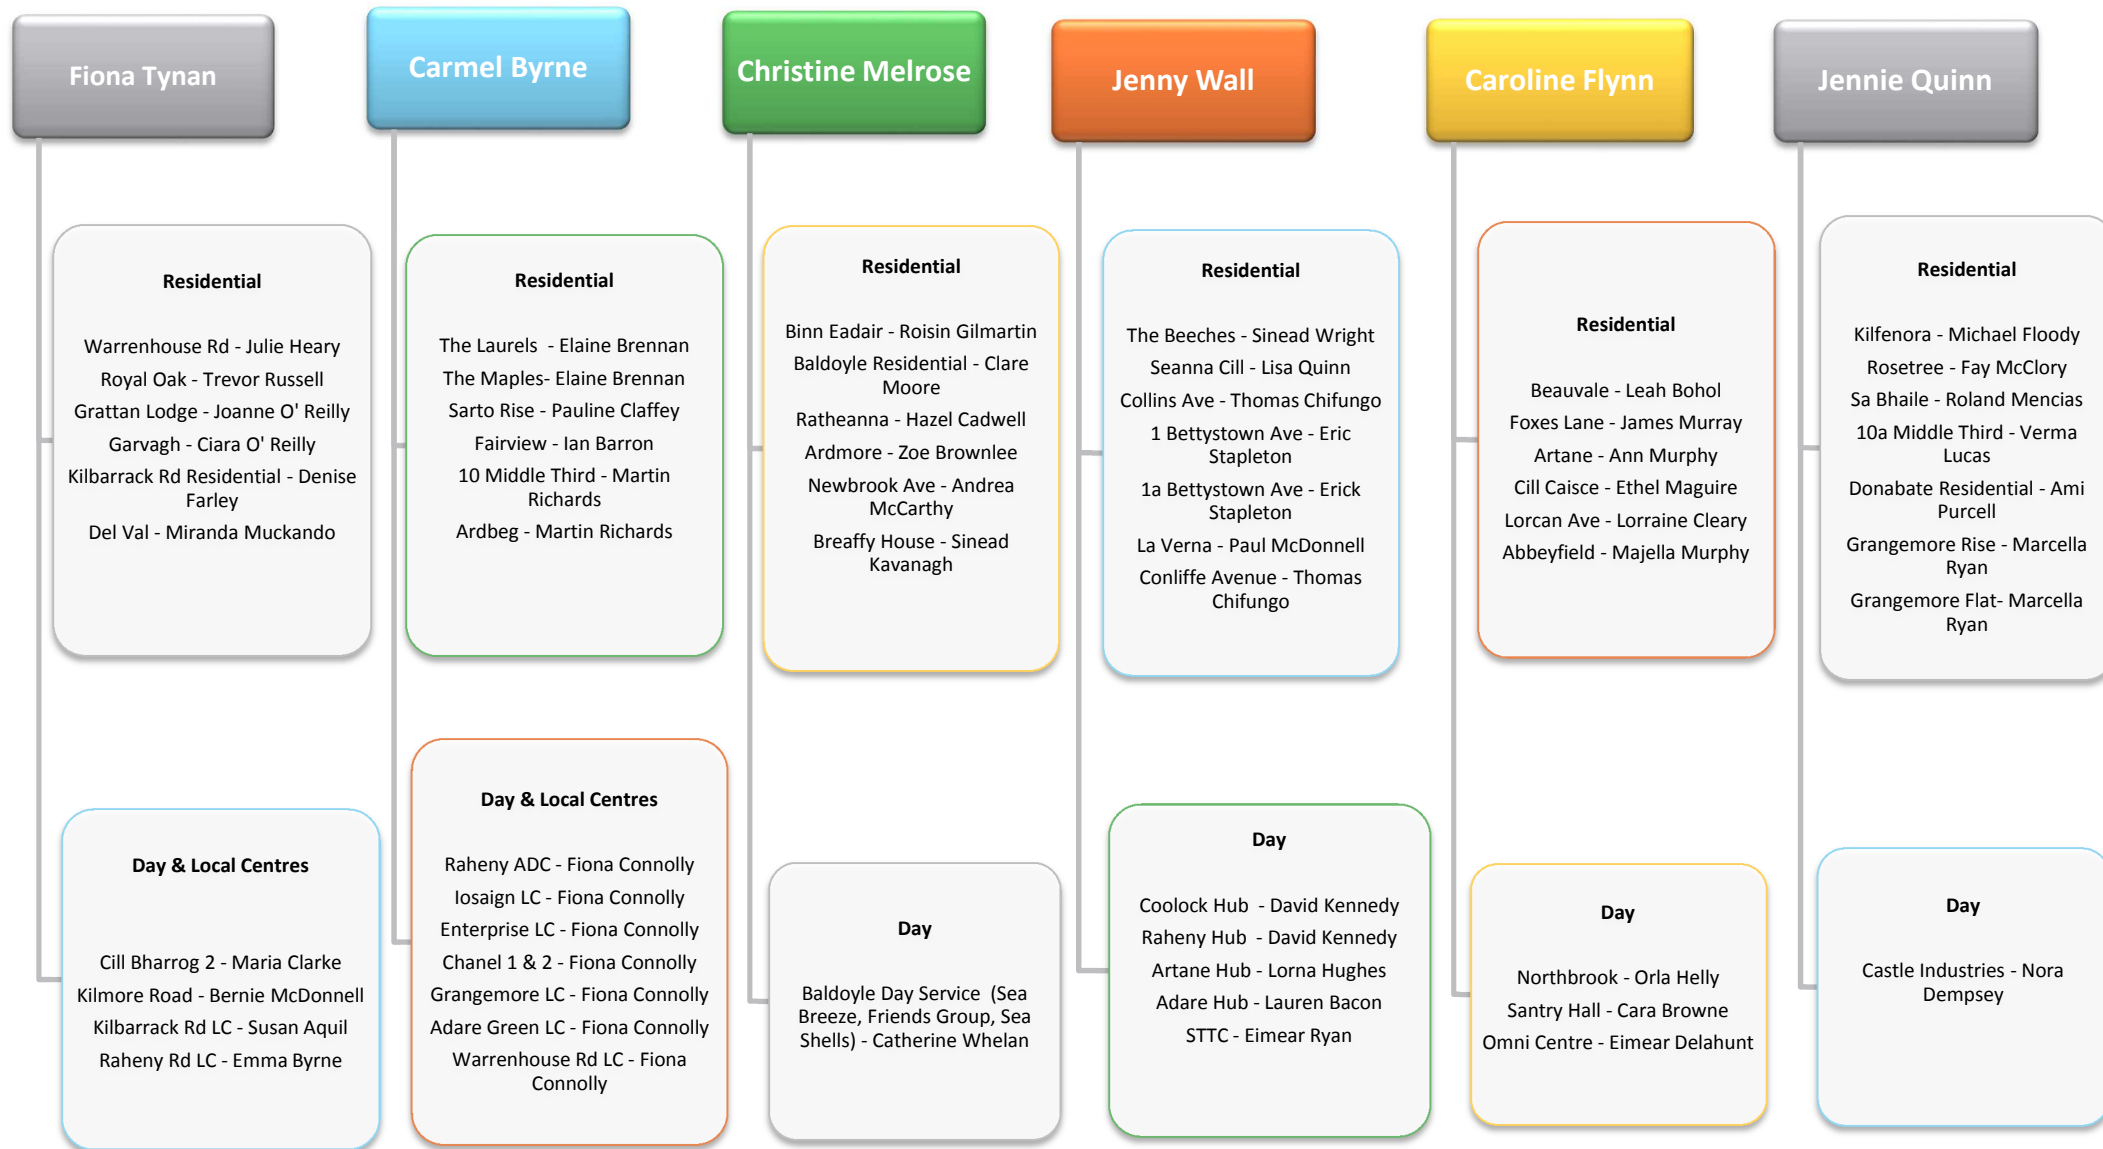 Fiona Tynan
Residential
Warrenhouse Rd - Julie Heary
Royal Oak - Trevor Russell
Grattan Lodge - Joanne O' Reilly
Garvagh - Ciara O' Reilly
Kilbarrack Rd Residential - Denise
Farley
Del Val - Miranda Muckando
Day & Local Centres
Cill Bharrog 2 - Maria Clarke
Kilmore Road - Bernie McDonnell
Kilbarrack Rd LC - Susan Aquil
Raheny Rd LC - Emma Byrne
Carmel Byrne
Residential
The Laurels - Elaine Brennan
The Maples- Elaine Brennan
Sarto Rise - Pauline Claffey
Fairview - Ian Barron
10 Middle Third - Martin
Richards
Ardbeg - Martin Richards
Day & Local Centres
Raheny ADC - Fiona Connolly
Iosaign LC - Fiona Connolly
Enterprise LC - Fiona Connolly
Chanel 1 & 2 - Fiona Connolly
Grangemore LC - Fiona Connolly
Adare Green LC - Fiona Connolly
Warrenhouse Rd LC - Fiona
Connolly
Christine Melrose
Residential
Binn Eadair - Roisin Gilmartin
Baldoyle Residential - Clare
Moore
Ratheanna - Hazel Cadwell
Ardmore - Zoe Brownlee
Newbrook Ave - Andrea
McCarthy
Breaffy House - Sinead
Kavanagh
Day
Baldoyle Day Service (Sea
Breeze, Friends Group, Sea
Shells) - Catherine Whelan
Jenny Wall
Residential
The Beeches - Sinead Wright
Seanna Cill - Lisa Quinn
Collins Ave - Thomas Chifungo
1 Bettystown Ave - Eric
Stapleton
1a Bettystown Ave - Erick
Stapleton
La Verna - Paul McDonnell
Conliffe Avenue - Thomas
Chifungo
Day
Coolock Hub - David Kennedy
Raheny Hub - David Kennedy
Artane Hub - Lorna Hughes
Adare Hub - Lauren Bacon
STTC - Eimear Ryan
Caroline Flynn
Residential
Beauvale - Leah Bohol
Foxes Lane - James Murray
Artane - Ann Murphy
Cill Caisce - Ethel Maguire
Lorcan Ave - Lorraine Cleary
Abbeyfield - Majella Murphy
Day
Northbrook - Orla Helly
Santry Hall - Cara Browne
Omni Centre - Eimear Delahunt
Jennie Quinn
Residential
Kilfenora - Michael Floody
Rosetree - Fay McClory
Sa Bhaile - Roland Mencias
10a Middle Third - Verma
Lucas
Donabate Residential - Ami
Purcell
Grangemore Rise - Marcella
Ryan
Grangemore Flat- Marcella
Ryan
Day
Castle Industries - Nora
Dempsey